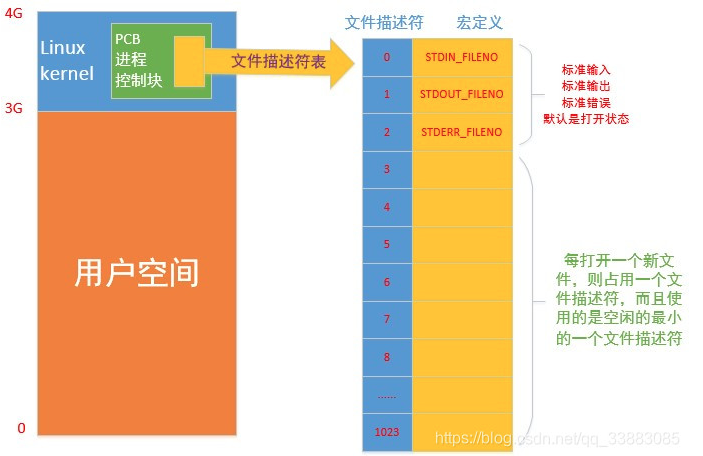 4G
Linux
kernel
PCB
进程
控制块
文件描述符表
3G
用户空间
0
文件描述符 宏定义
0 STDIN_FILENO
1 STDOUT_FILENO
2 STDERR_FILENO
3
4
5
6
7
8
......
1023
标准输入
标准输出
标准错误
默认是打开状态
每打开一个新文
件，则占用一个文
件描述符，而且使
用的是空闲的最小
的一个文件描述符
https://blog.csdn.net/qq_33883085